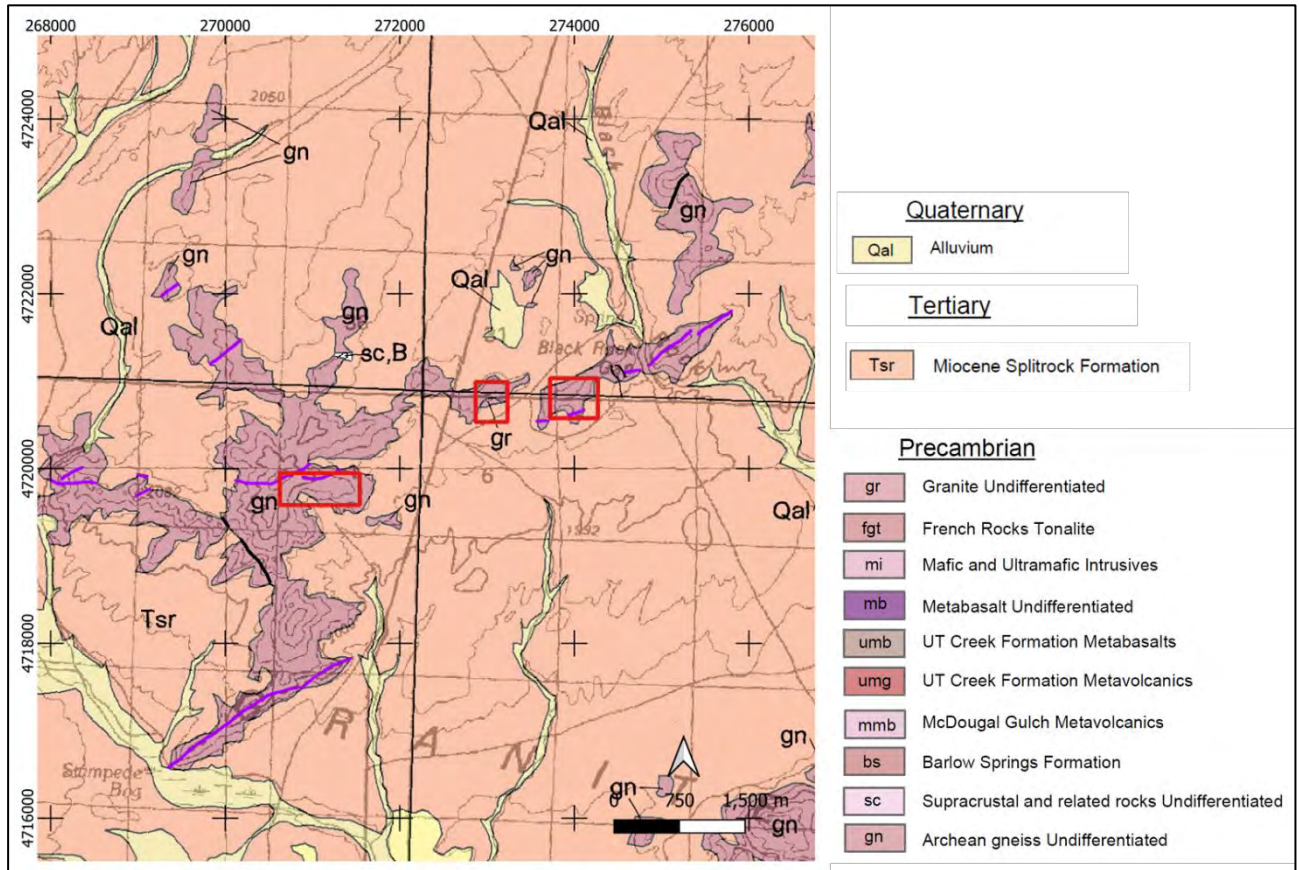 268000 270000 272000 274000 276000
4724000
4722000
4720000
4718000
4716000
2050
Qal
Black
gn
gn
gn
Qal
gn
gn
Qal
Spring
31
Black Rock
sc,B
gr
6
gn
gn
1992
Qal
Tsr
G R A N I T
gn
Stampede
Bog
gn
gn
0 750 1,500 m
Quaternary
Qal Alluvium
Tertiary
Tsr Miocene Splitrock Formation
Precambrian
gr Granite Undifferentiated
fgt French Rocks Tonalite
mi Mafic and Ultramafic Intrusives
mb Metabasalt Undifferentiated
umb UT Creek Formation Metabasalts
umg UT Creek Formation Metavolcanics
mmb McDougal Gulch Metavolcanics
bs Barlow Springs Formation
sc Supracrustal and related rocks Undifferentiated
gn Archean gneiss Undifferentiated